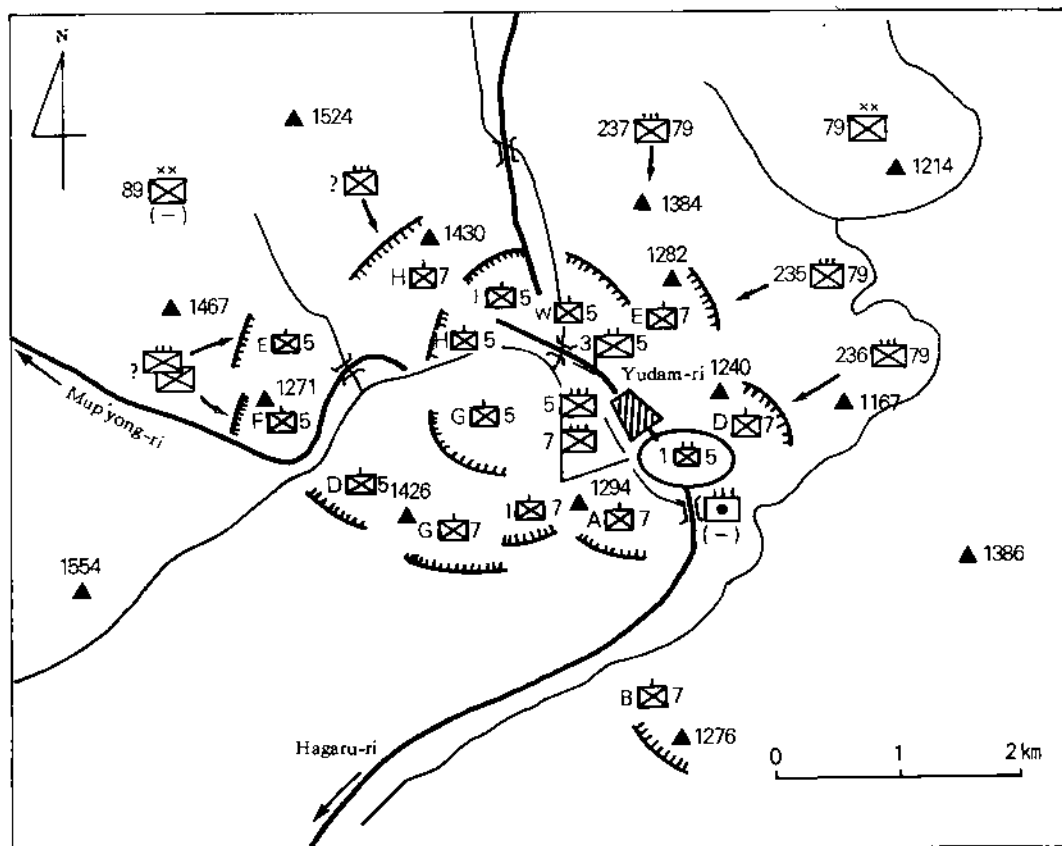 N
1524
237 79
79
1214
89
(-)
?
1384
1430
1282
H 7
235 79
1467
5
W 5
E 7
E 5
H 5
3 5
236 79
?
Yudam-ri
1240
1271
Mup'yong-ri
F 5
G 5
5
D 7
1167
7
1 5
D 5
1426
1294
G 7
I 7
A 7
(-)
1386
1554
B 7
1276
Hagaru-ri
0 1 2 km